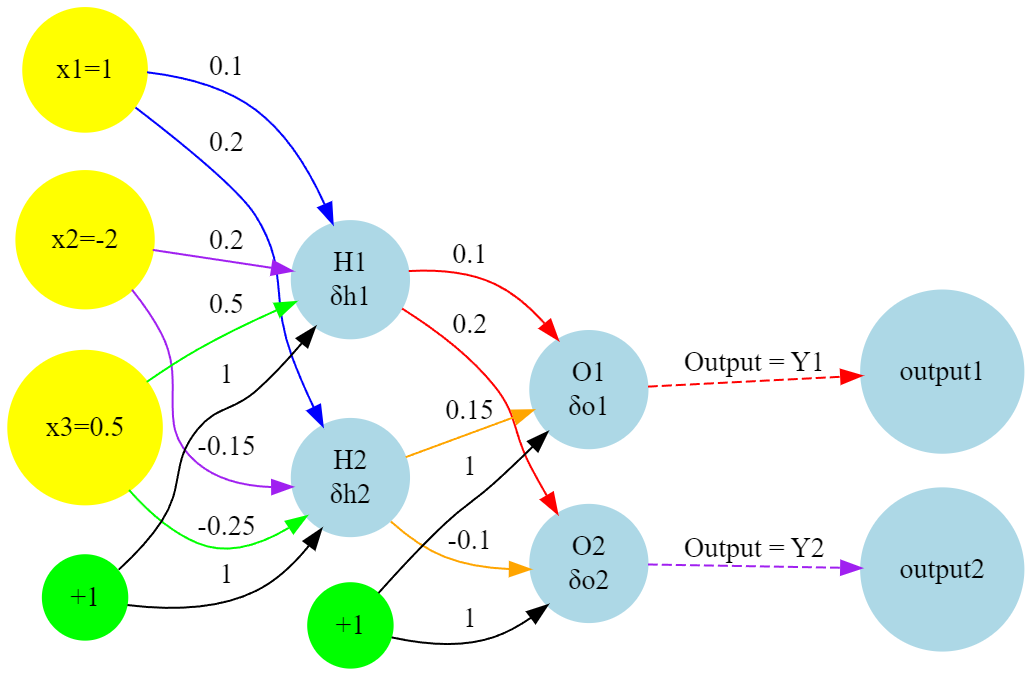 x1=1
0.1
0.2
x2=-2
0.2
H1
δh1
0.5
0.1
0.2
1
O1
δo1
Output = Y1
output1
x3=0.5
0.15
-0.15
H2
δh2
1
-0.25
-0.1
O2
δo2
Output = Y2
output2
1
+1
+1
1